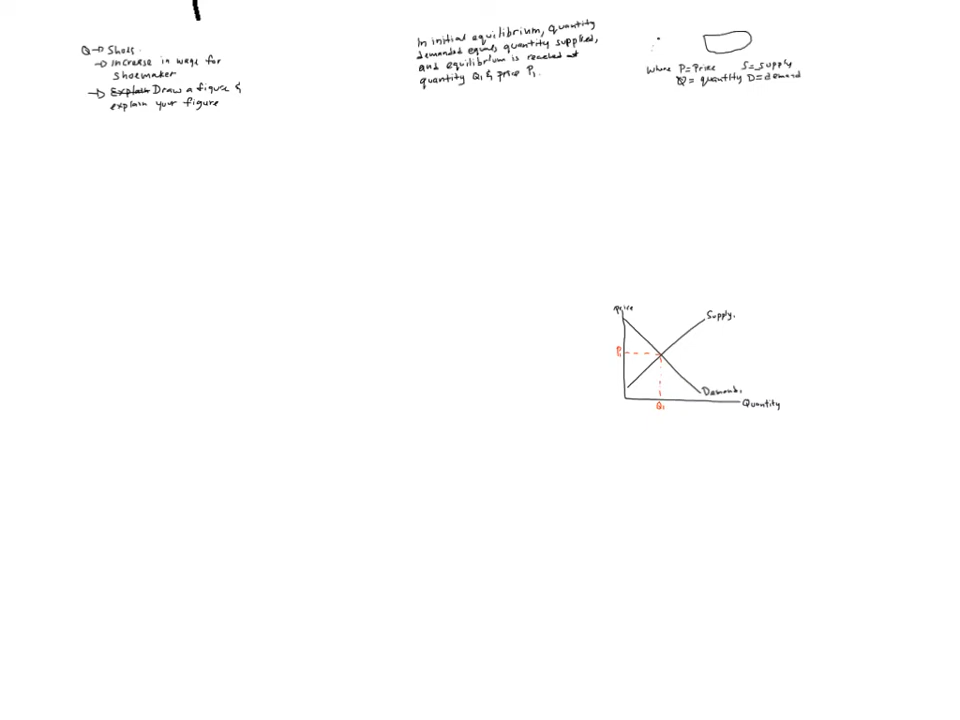 Q→ Shoes.
→ Increase in wage for
Shoemaker
→ Explain Draw a figure &
explain your figure
In initial equilibrium, quantity
demanded equals quantity supplied,
and equilibrium is reached at
quantity Q1 & price P1.
where P=Price S=supply
Q = quantity D=demand
Price
Supply.
P1
Demand.
Q1
Quantity